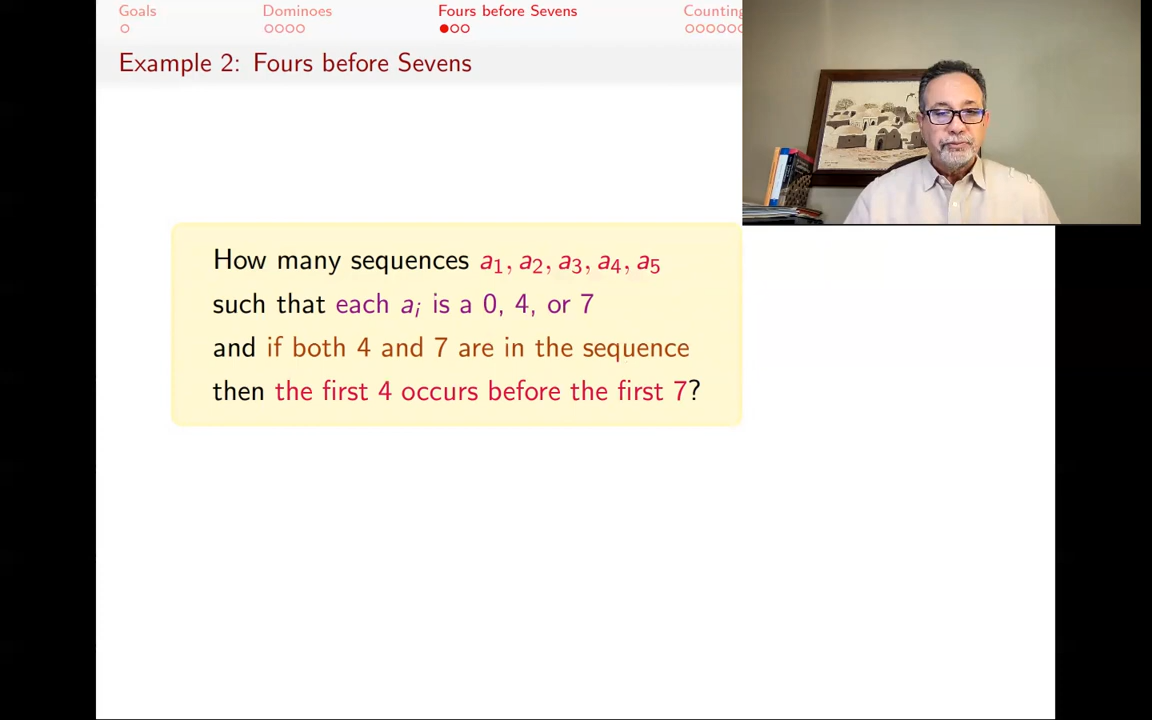 Goals
Dominoes
Fours before Sevens
Counting
Example 2: Fours before Sevens
How many sequences a₁, a₂, a₃, a₄, a₅
such that each aᵢ is a 0, 4, or 7
and if both 4 and 7 are in the sequence
then the first 4 occurs before the first 7?